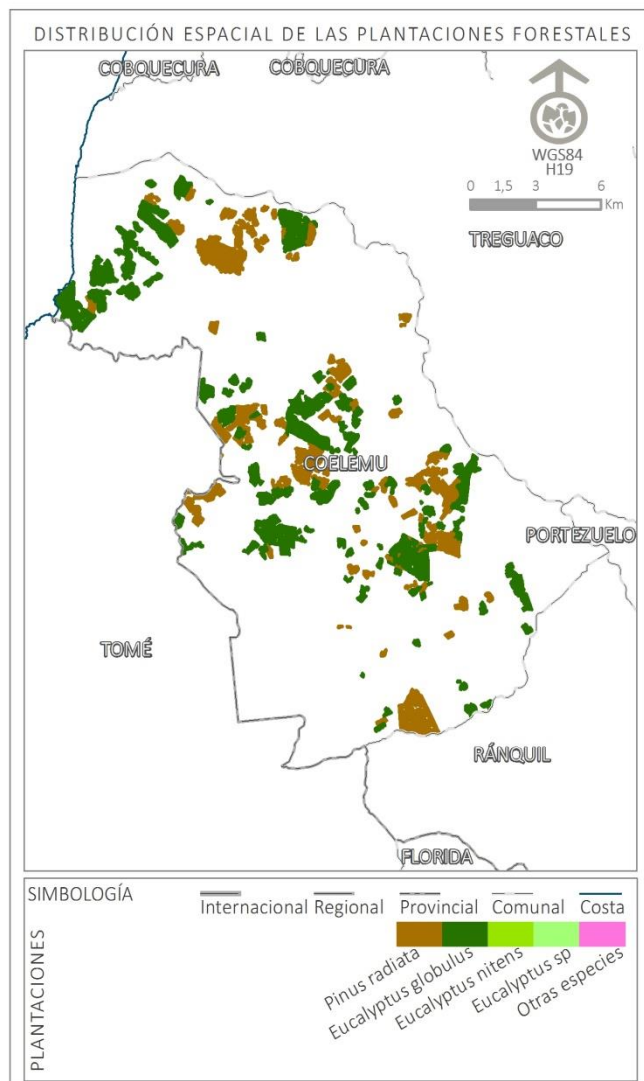 DISTRIBUCIÓN ESPACIAL DE LAS PLANTACIONES FORESTALES
COBQUECURA COBQUECURA
WGS84
H19
0 1,5 3 6
Km
TREGUACO
COELEMU
PORTEZUELO
TOMÉ
RÁNQUIL
FLORIDA
SIMBOLOGÍA
Internacional Regional Provincial Comunal Costa
PLANTACIONES
Pinus radiata
Eucalyptus globulus
Eucalyptus nitens
Eucalyptus sp
Otras especies